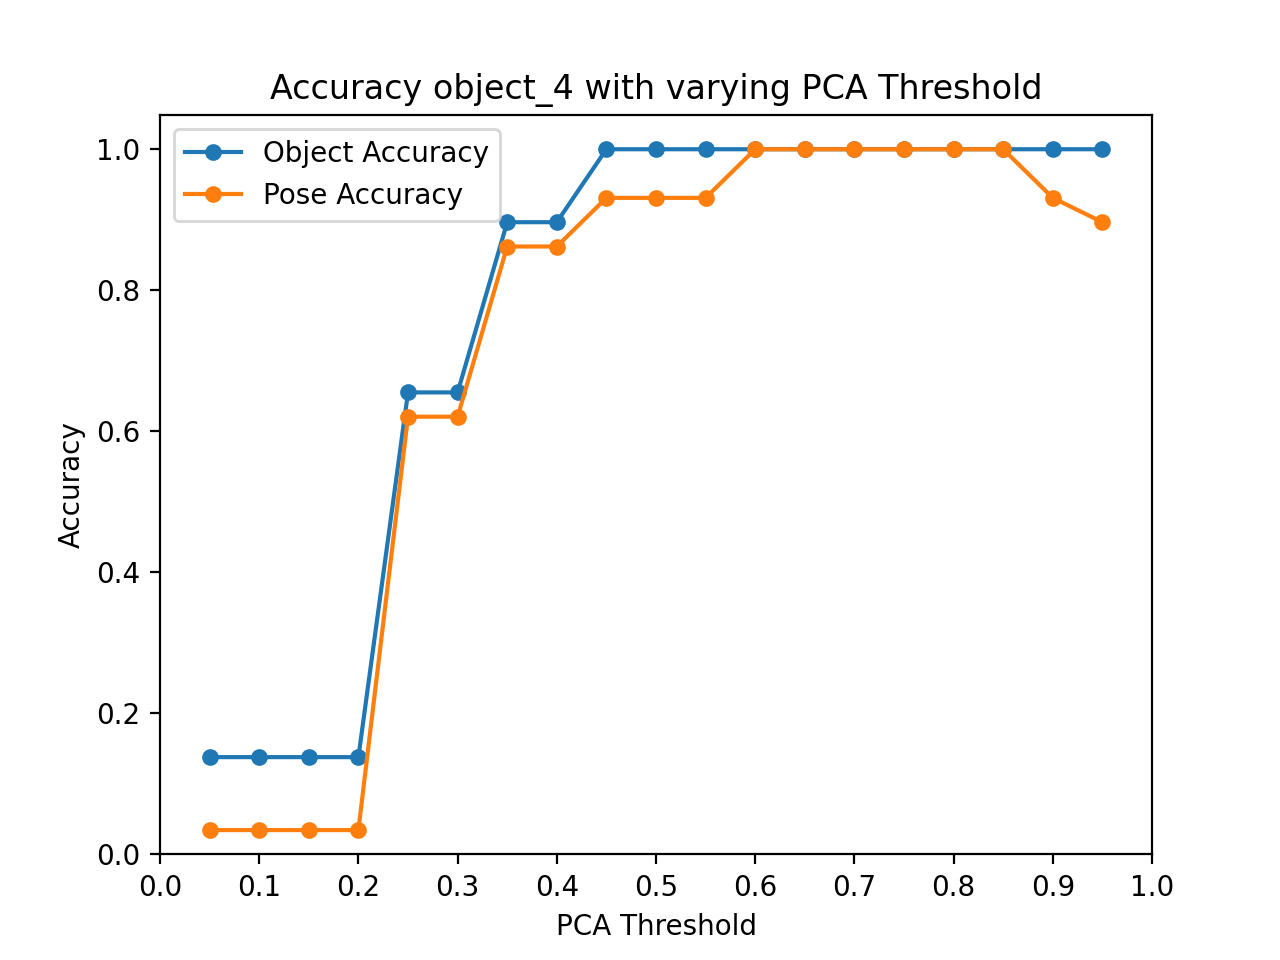 Accuracy object_4 with varying PCA Threshold
Object Accuracy
Pose Accuracy
1.0
0.8
0.6
0.4
0.2
0.0
Accuracy
0.0 0.1 0.2 0.3 0.4 0.5 0.6 0.7 0.8 0.9 1.0
PCA Threshold